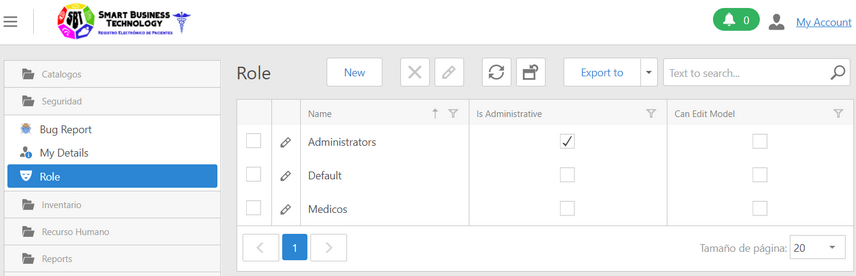 SBT
SMART BUSINESS
TECHNOLOGY
REGISTRO ELECTRÓNICO DE PACIENTES
0
My Account
Catalogos
Seguridad
Bug Report
My Details
Role
Inventario
Recurso Humano
Reports
Role
New
Export to
Text to search...
Name
Is Administrative
Can Edit Model
Administrators
Default
Medicos
1
Tamaño de página:
20